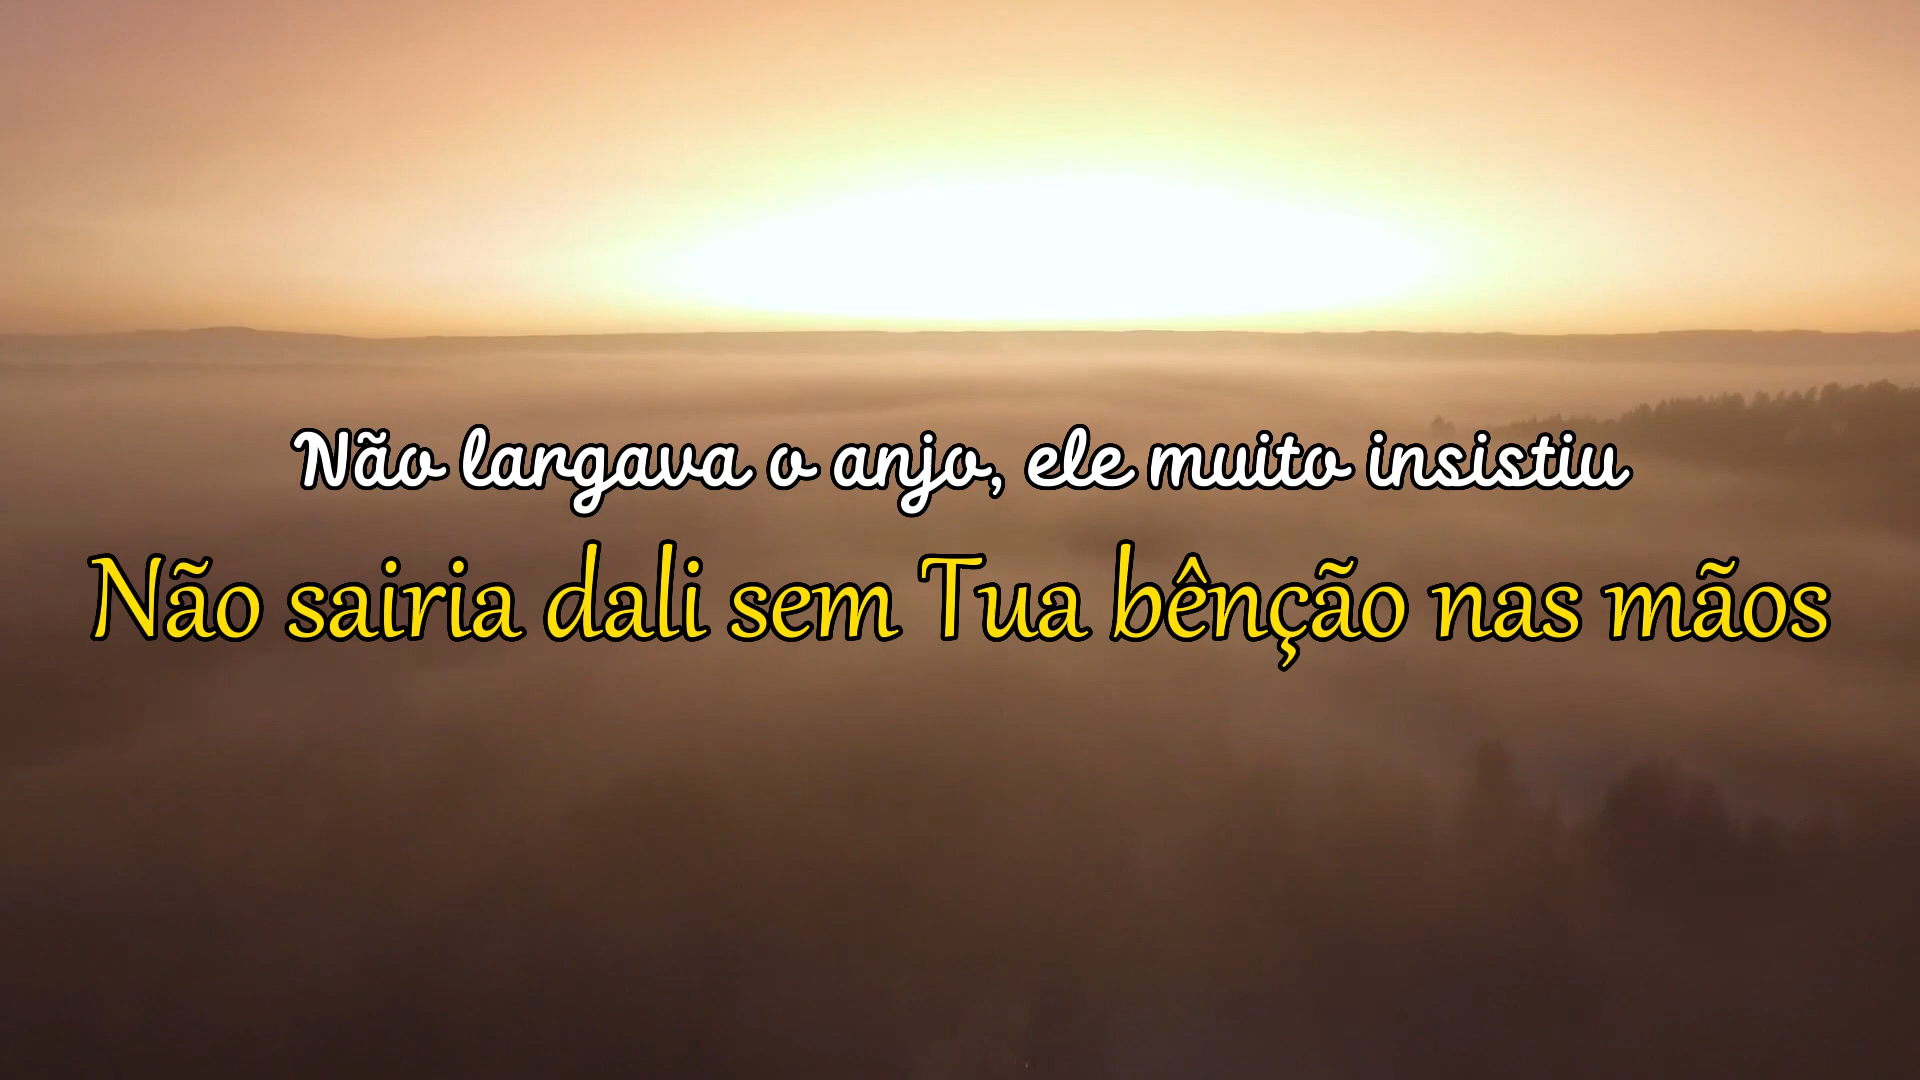 Não largava o anjo, ele muito insistiu
Não sairia dali sem Tua bênção nas mãos